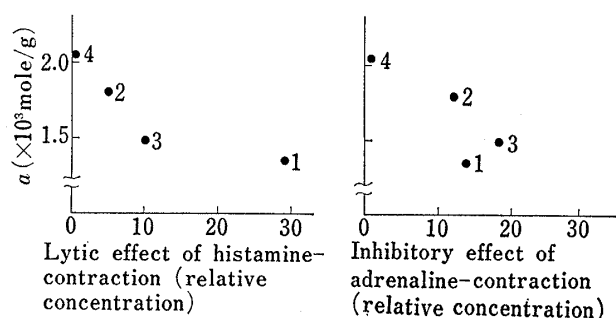 a (×10³mole/g)
2.0
1.5
4
2
3
1
0
10
20
30
Lytic effect of histamine-
contraction (relative
concentration)
4
2
3
1
0
10
20
30
Inhibitory effect of
adrenaline-contraction
(relative concentration)